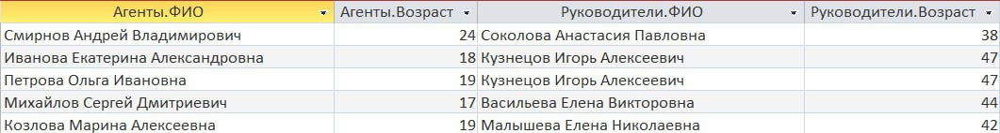 Агенты.ФИО Агенты.Возраст Руководители.ФИО Руководители.Возраст
Смирнов Андрей Владимирович 24 Соколова Анастасия Павловна 38
Иванова Екатерина Александровна 18 Кузнецов Игорь Алексеевич 47
Петрова Ольга Ивановна 19 Кузнецов Игорь Алексеевич 47
Михайлов Сергей Дмитриевич 17 Васильева Елена Викторовна 44
Козлова Марина Алексеевна 19 Малышева Елена Николаевна 42